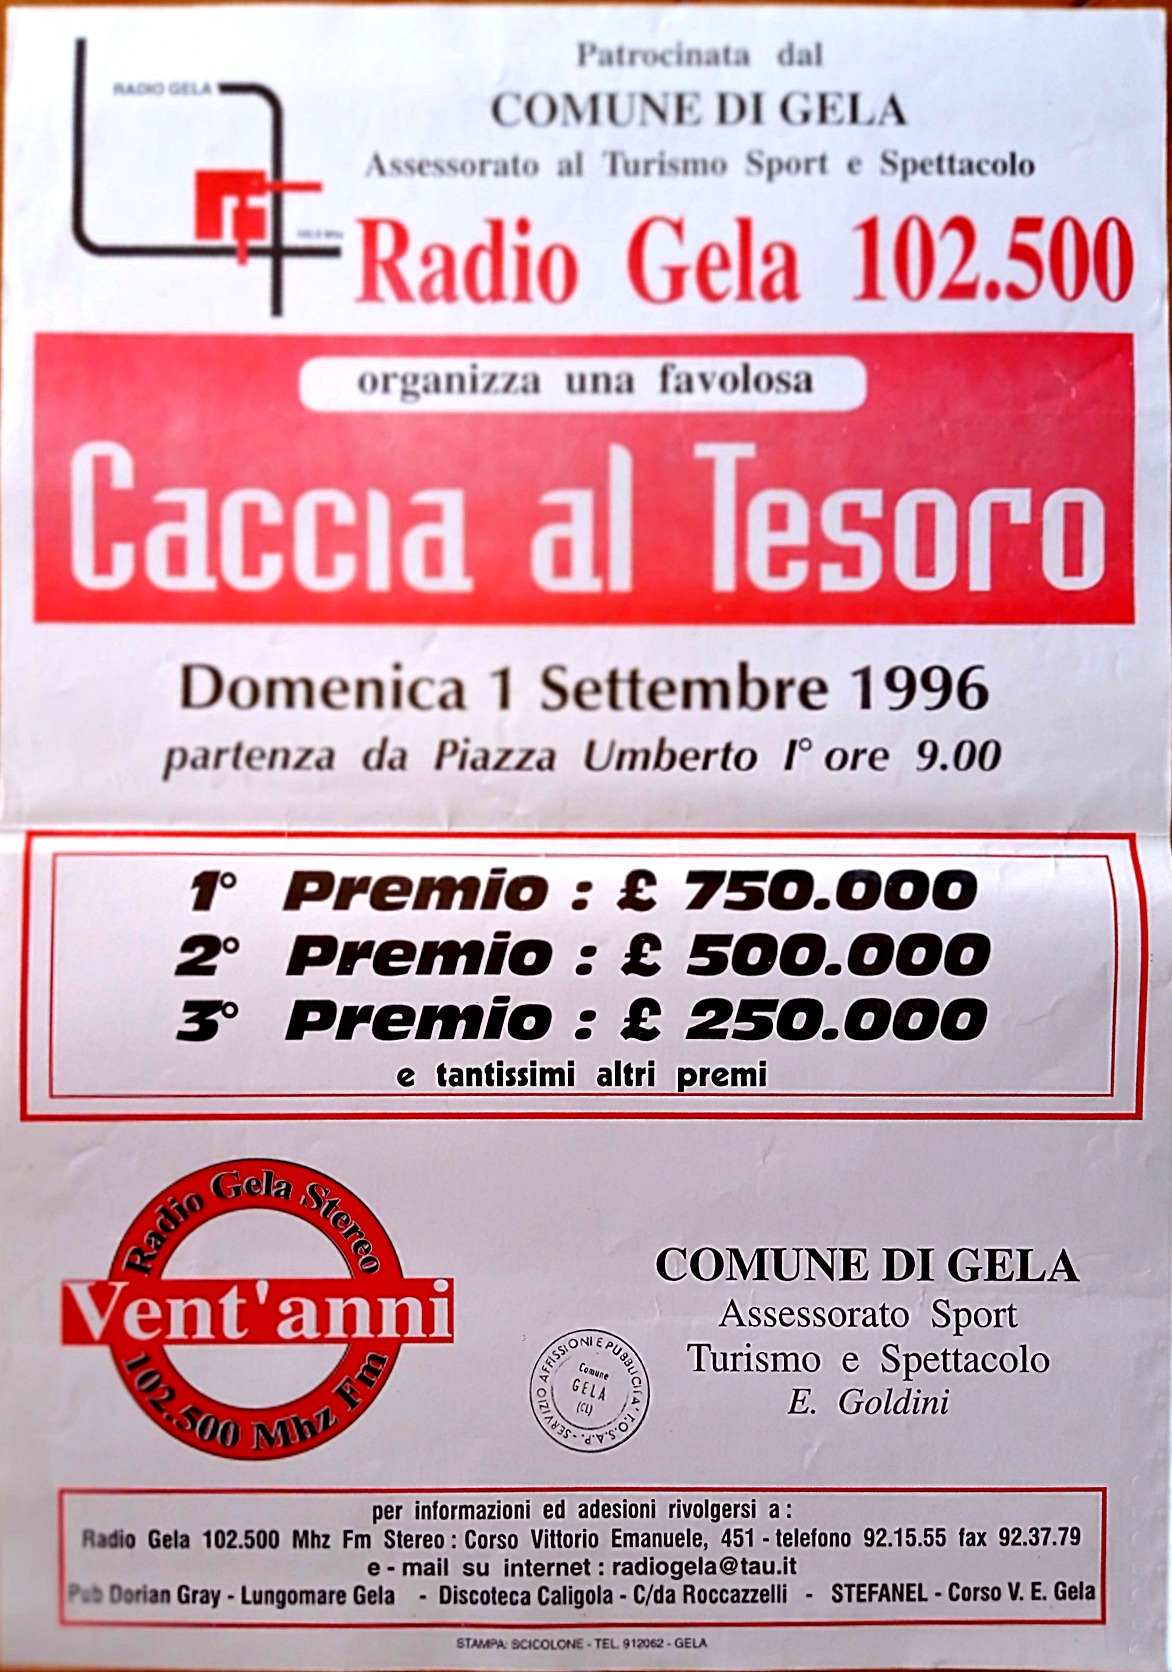 RADIO GELA
Patrocinata dal
COMUNE DI GELA
Assessorato al Turismo Sport e Spettacolo
Radio Gela 102.500
organizza una favolosa
Caccia al Tesoro
Domenica 1 Settembre 1996
partenza da Piazza Umberto I° ore 9.00
1° Premio : £ 750.000
2° Premio : £ 500.000
3° Premio : £ 250.000
e tantissimi altri premi
Radio Gela Stereo
Vent'anni
102.500 Mhz Fm
COMUNE DI GELA
Assessorato Sport
Turismo e Spettacolo
E. Goldini
SERVIZIO AFFISSIONI E PUBBLICITA' T.O.S.A.P. -
Comune
GELA
(CL)
per informazioni ed adesioni rivolgersi a :
Radio Gela 102.500 Mhz Fm Stereo : Corso Vittorio Emanuele, 451 - telefono 92.15.55 fax 92.37.79
e - mail su internet : radiogela@tau.it
Pub Dorian Gray - Lungomare Gela - Discoteca Caligola - C/da Roccazzelli - STEFANEL - Corso V. E. Gela
STAMPA: SCICOLONE - TEL. 912062 - GELA